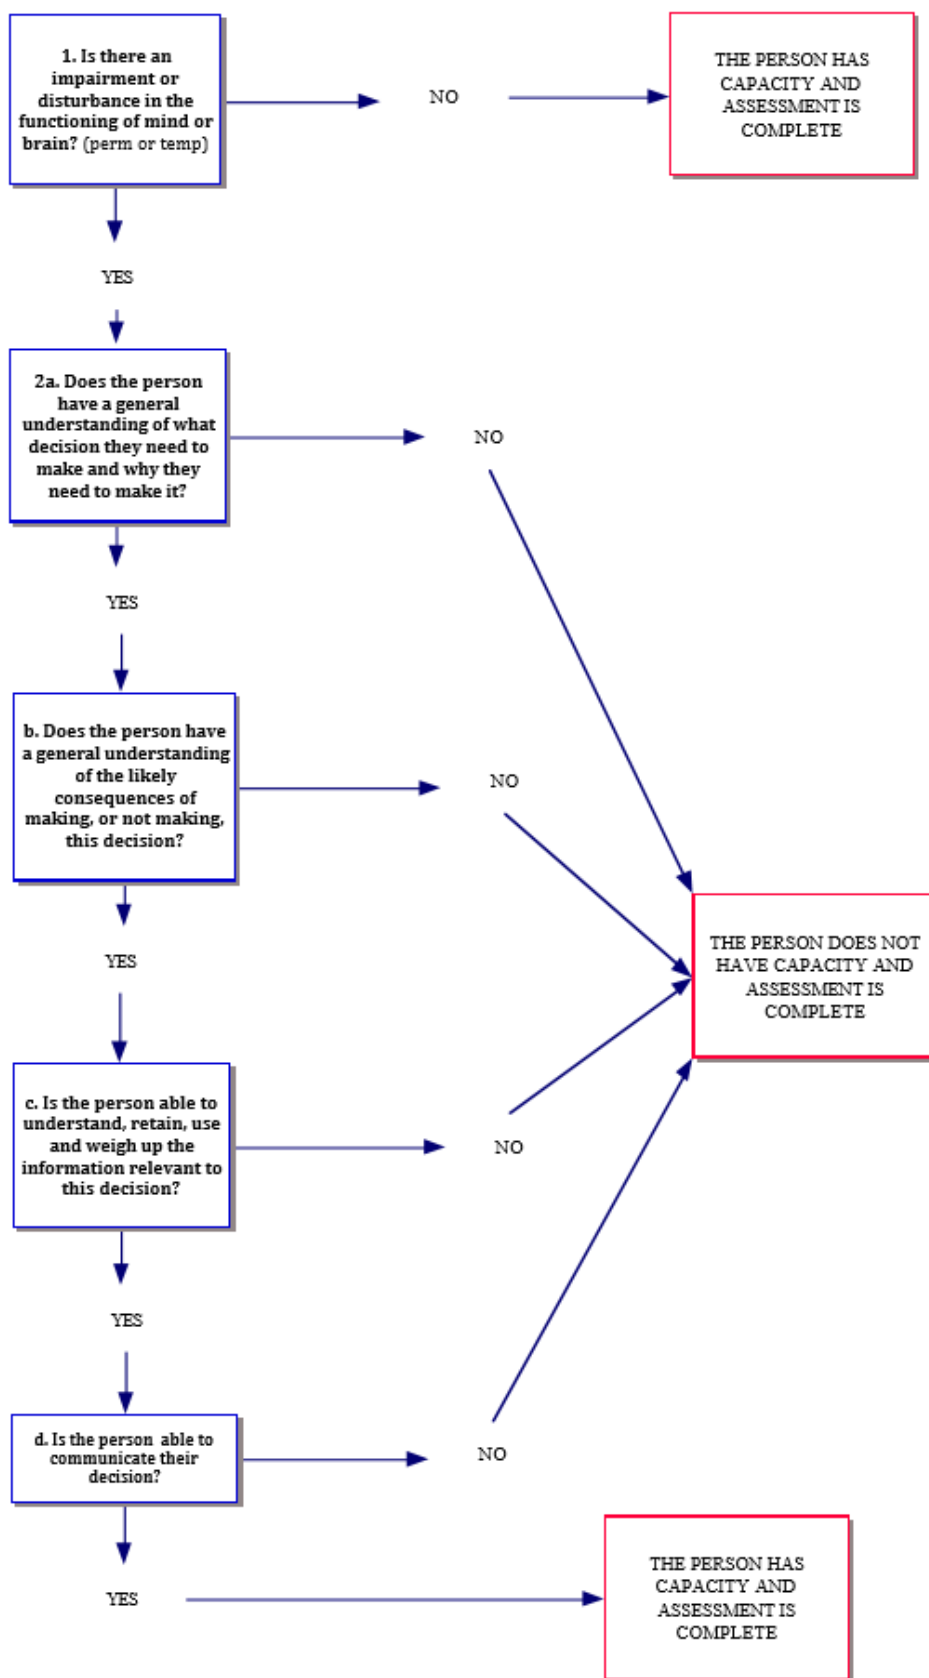 1. Is there an
impairment or
disturbance in the
functioning of mind or
brain? (perm or temp)
NO
THE PERSON HAS
CAPACITY AND
ASSESSMENT IS
COMPLETE
YES
2a. Does the person
have a general
understanding of what
decision they need to
make and why they
need to make it?
NO
YES
b. Does the person have
a general understanding
of the likely
consequences of
making, or not making,
this decision?
NO
THE PERSON DOES NOT
HAVE CAPACITY AND
ASSESSMENT IS
COMPLETE
YES
c. Is the person able to
understand, retain, use
and weigh up the
information relevant to
this decision?
NO
YES
d. Is the person able to
communicate their
decision?
NO
YES
THE PERSON HAS
CAPACITY AND
ASSESSMENT IS
COMPLETE